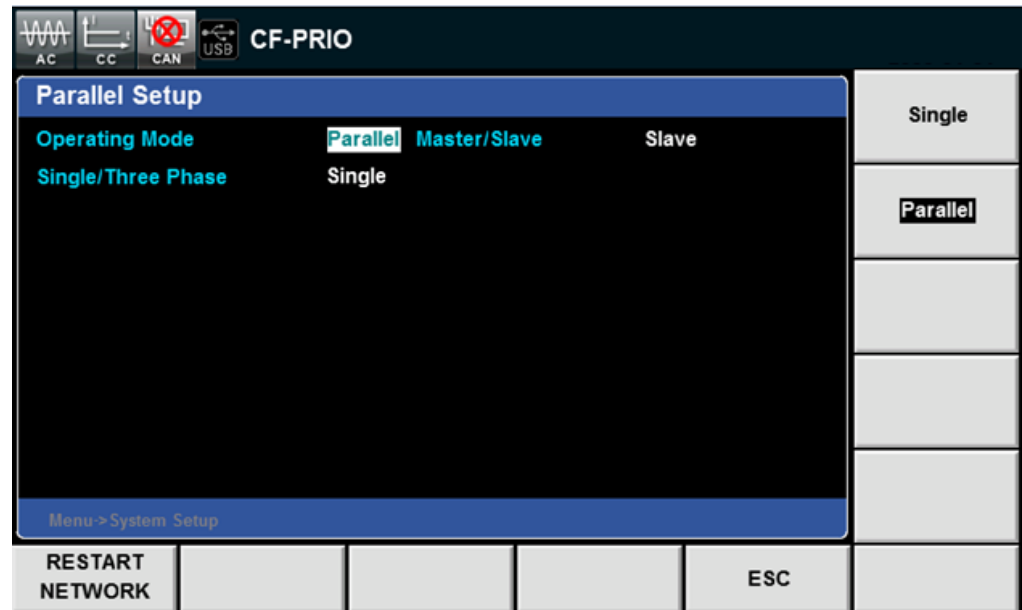 AC CC CAN USB CF-PRIO
Parallel Setup
Single
Operating Mode Parallel Master/Slave Slave
Single/Three Phase Single
Parallel
Menu->System Setup
RESTART
NETWORK
ESC